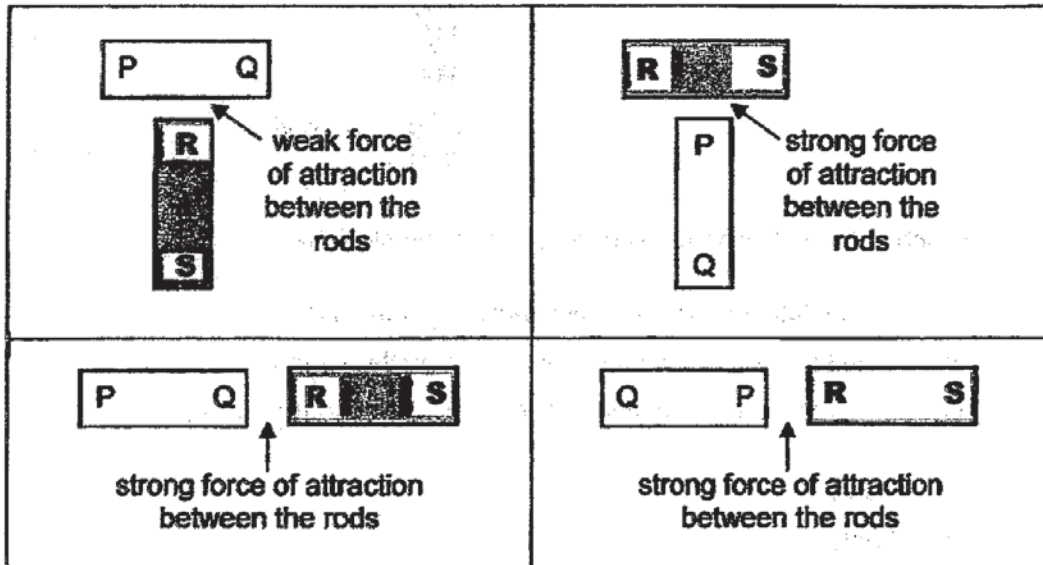 P Q
R
S
weak force
of attraction
between the
rods
R S
P
Q
strong force
of attraction
between the
rods
P Q R S
strong force of attraction
between the rods
Q P R S
strong force of attraction
between the rods